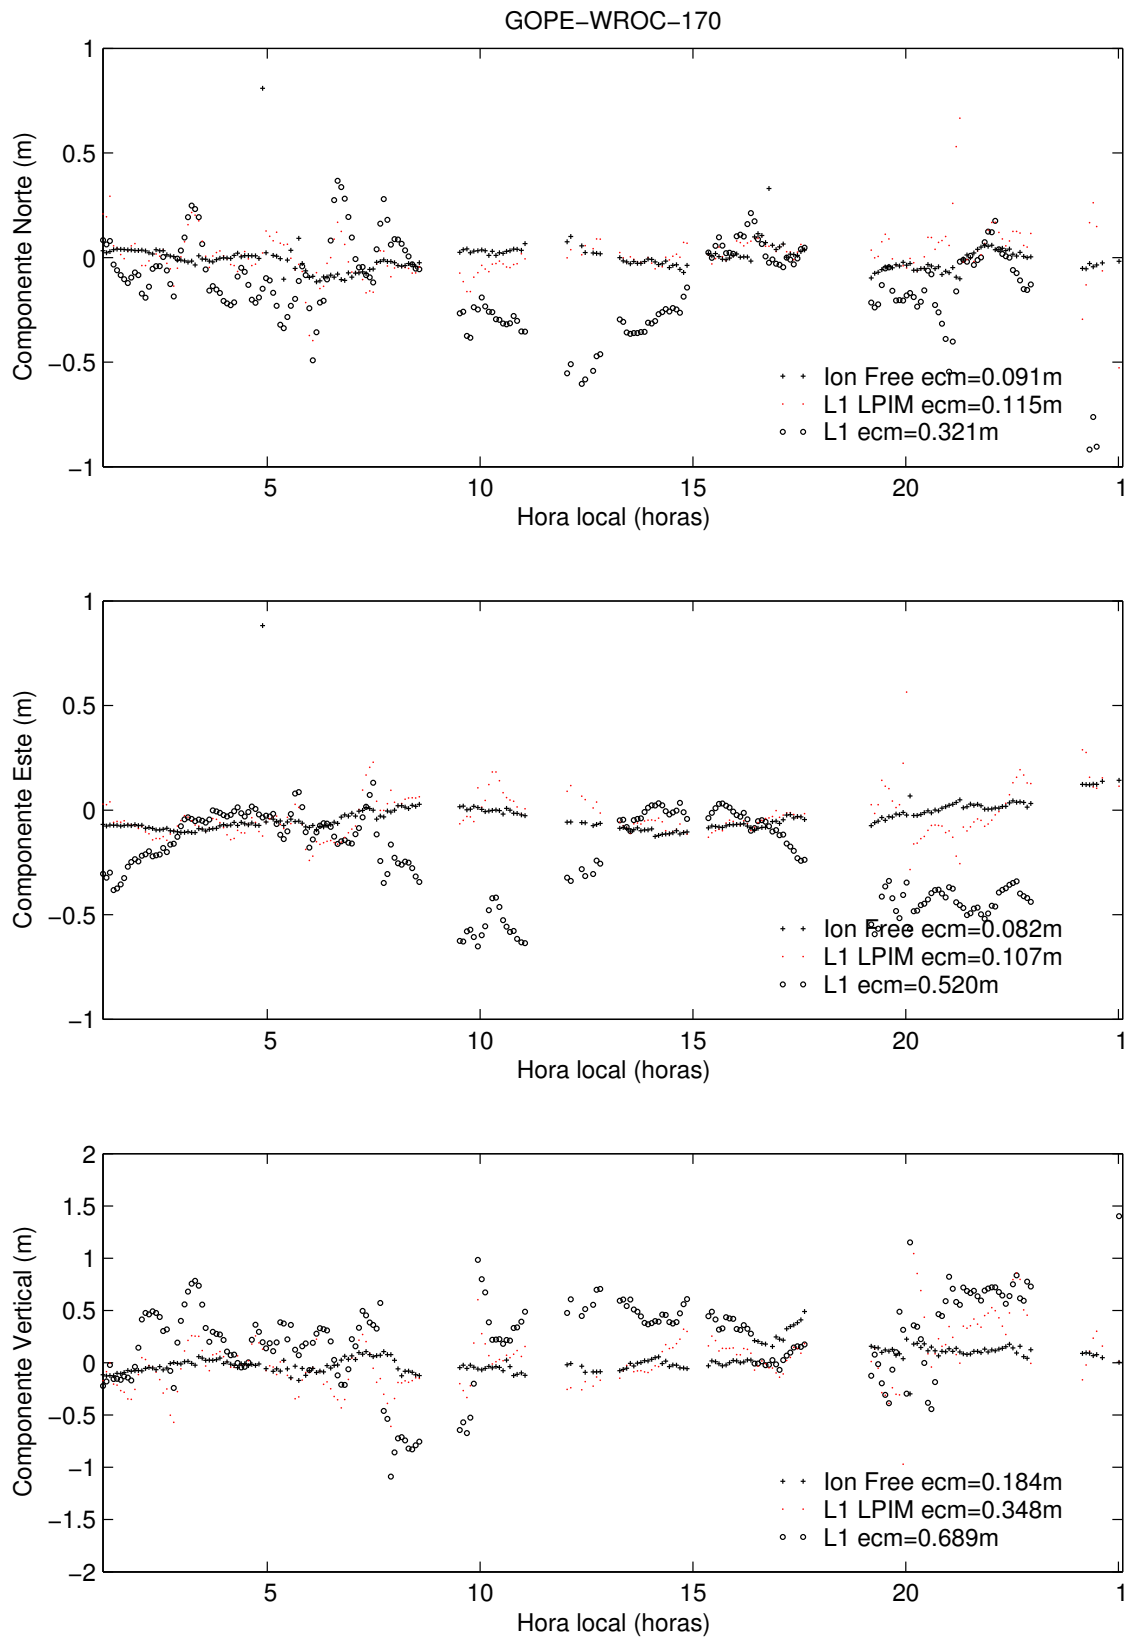 GOPE−WROC−170
1
0.5
0
−0.5
−1
Componente Norte (m)
Ion Free ecm=0.091m
L1 LPIM ecm=0.115m
L1 ecm=0.321m
5
10
15
20
1
Hora local (horas)
1
0.5
0
−0.5
−1
Componente Este (m)
Ion Free ecm=0.082m
L1 LPIM ecm=0.107m
L1 ecm=0.520m
5
10
15
20
1
Hora local (horas)
2
1.5
1
0.5
0
−0.5
−1
−1.5
−2
Componente Vertical (m)
Ion Free ecm=0.184m
L1 LPIM ecm=0.348m
L1 ecm=0.689m
5
10
15
20
1
Hora local (horas)